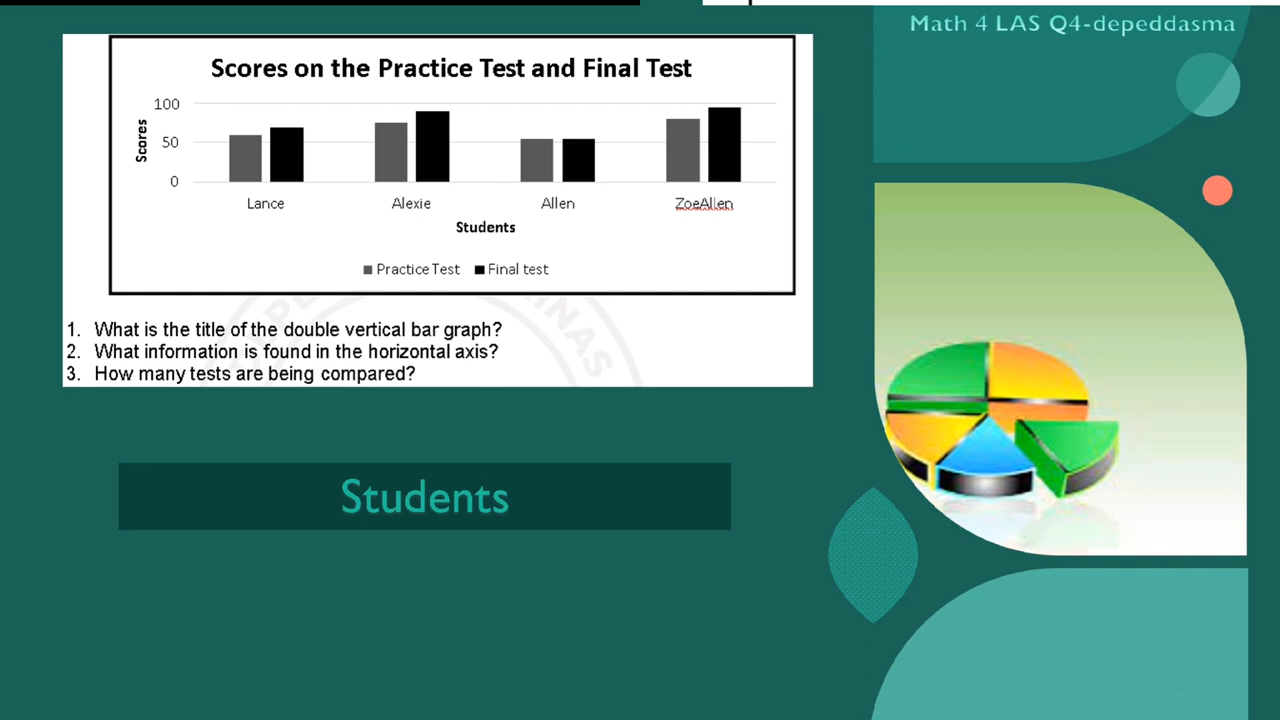 Math 4 LAS Q4-depeddasma
Scores on the Practice Test and Final Test
100
50
0
Scores
Lance Alexie Allen ZoeAllen
Students
Practice Test Final test
1. What is the title of the double vertical bar graph?
2. What information is found in the horizontal axis?
3. How many tests are being compared?
Students